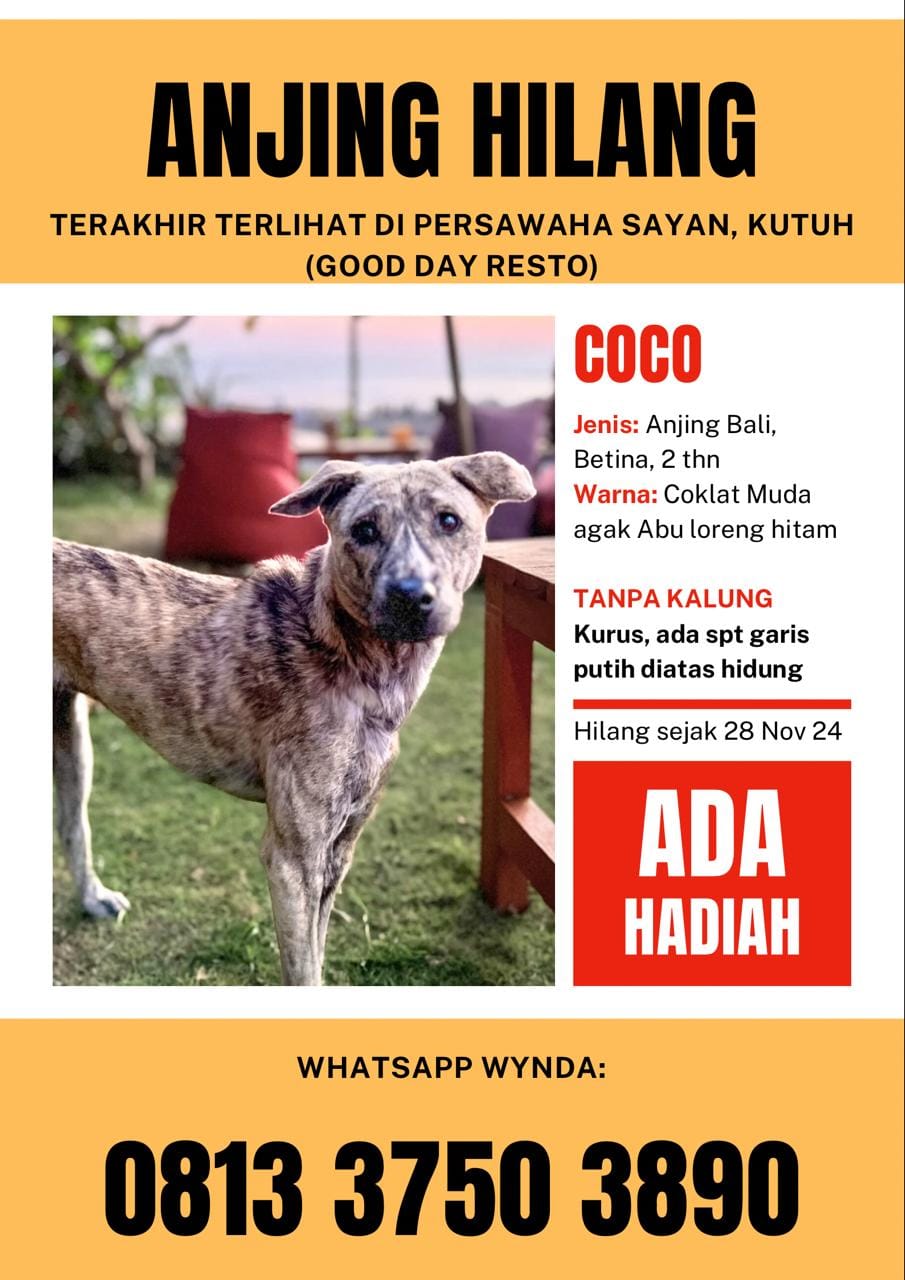 ANJING HILANG
TERAKHIR TERLIHAT DI PERSAWAHA SAYAN, KUTUH
(GOOD DAY RESTO)
COCO
Jenis: Anjing Bali,
Betina, 2 thn
Warna: Coklat Muda
agak Abu loreng hitam
TANPA KALUNG
Kurus, ada spt garis
putih diatas hidung
Hilang sejak 28 Nov 24
ADA
HADIAH
WHATSAPP WYNDA:
0813 3750 3890